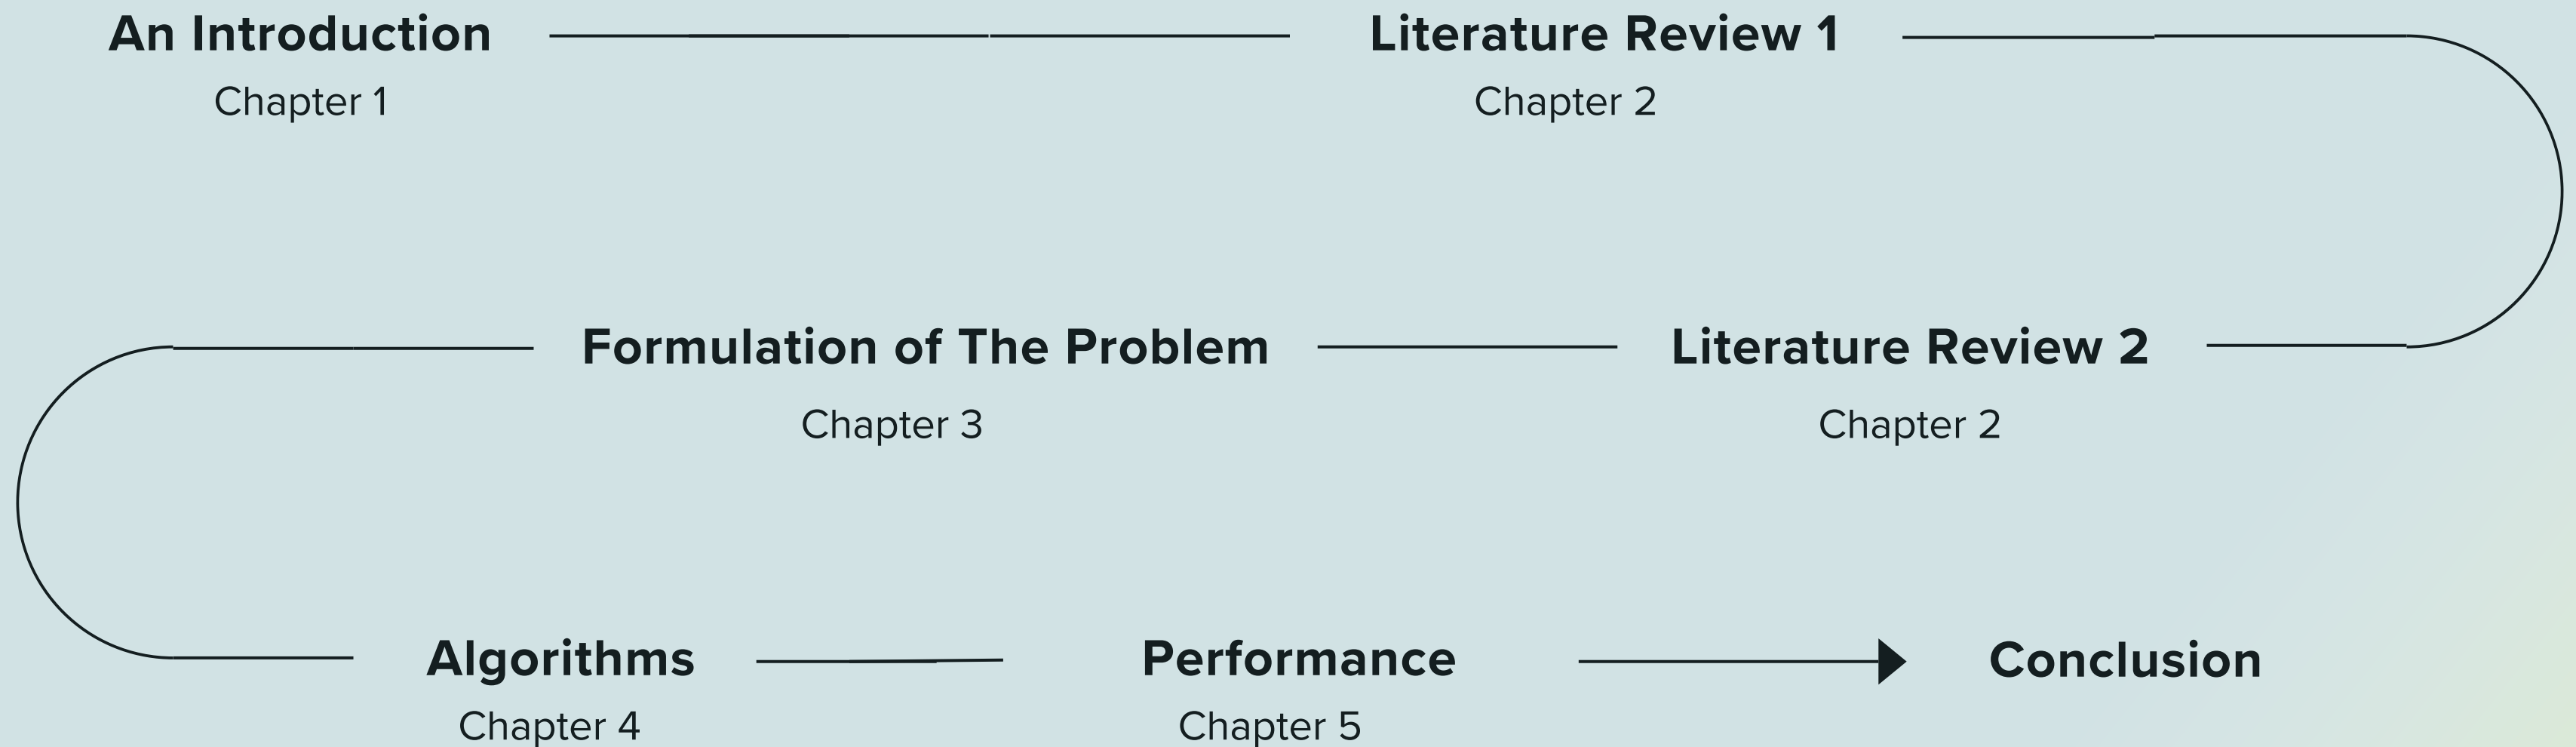 An Introduction
Chapter 1
Literature Review 1
Chapter 2
Literature Review 2
Chapter 2
Formulation of The Problem
Chapter 3
Algorithms
Chapter 4
Performance
Chapter 5
Conclusion